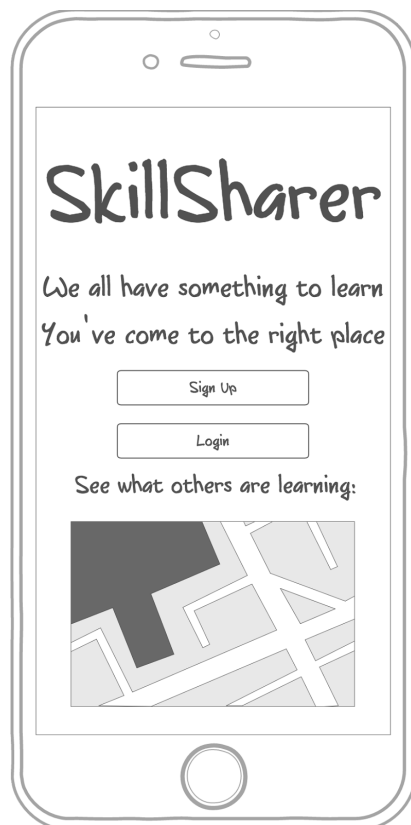 SkillSharer
We all have something to learn
You've come to the right place
Sign Up
Login
See what others are learning: